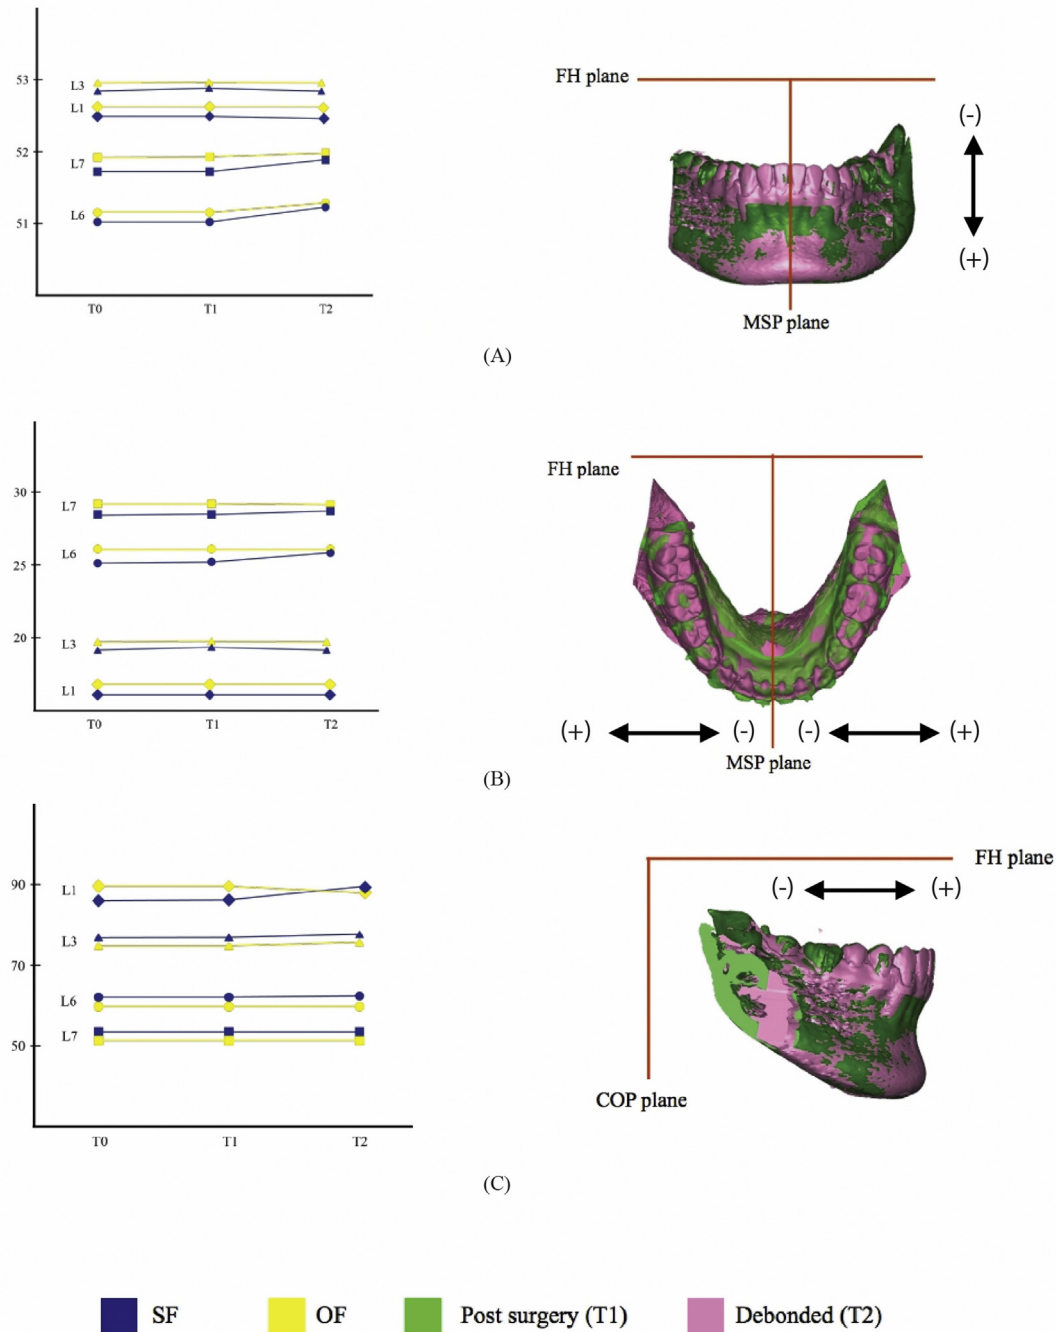 53
52
51
L3
L1
L7
L6
T0 T1 T2
FH plane
(-)
(+)
MSP plane
(A)
30
25
20
L7
L6
L3
L1
T0 T1 T2
FH plane
(+) (-) (-) (+)
MSP plane
(B)
90
70
50
L1
L3
L6
L7
T0 T1 T2
FH plane
(-) (+)
COP plane
(C)
SF OF Post surgery (T1) Debonded (T2)